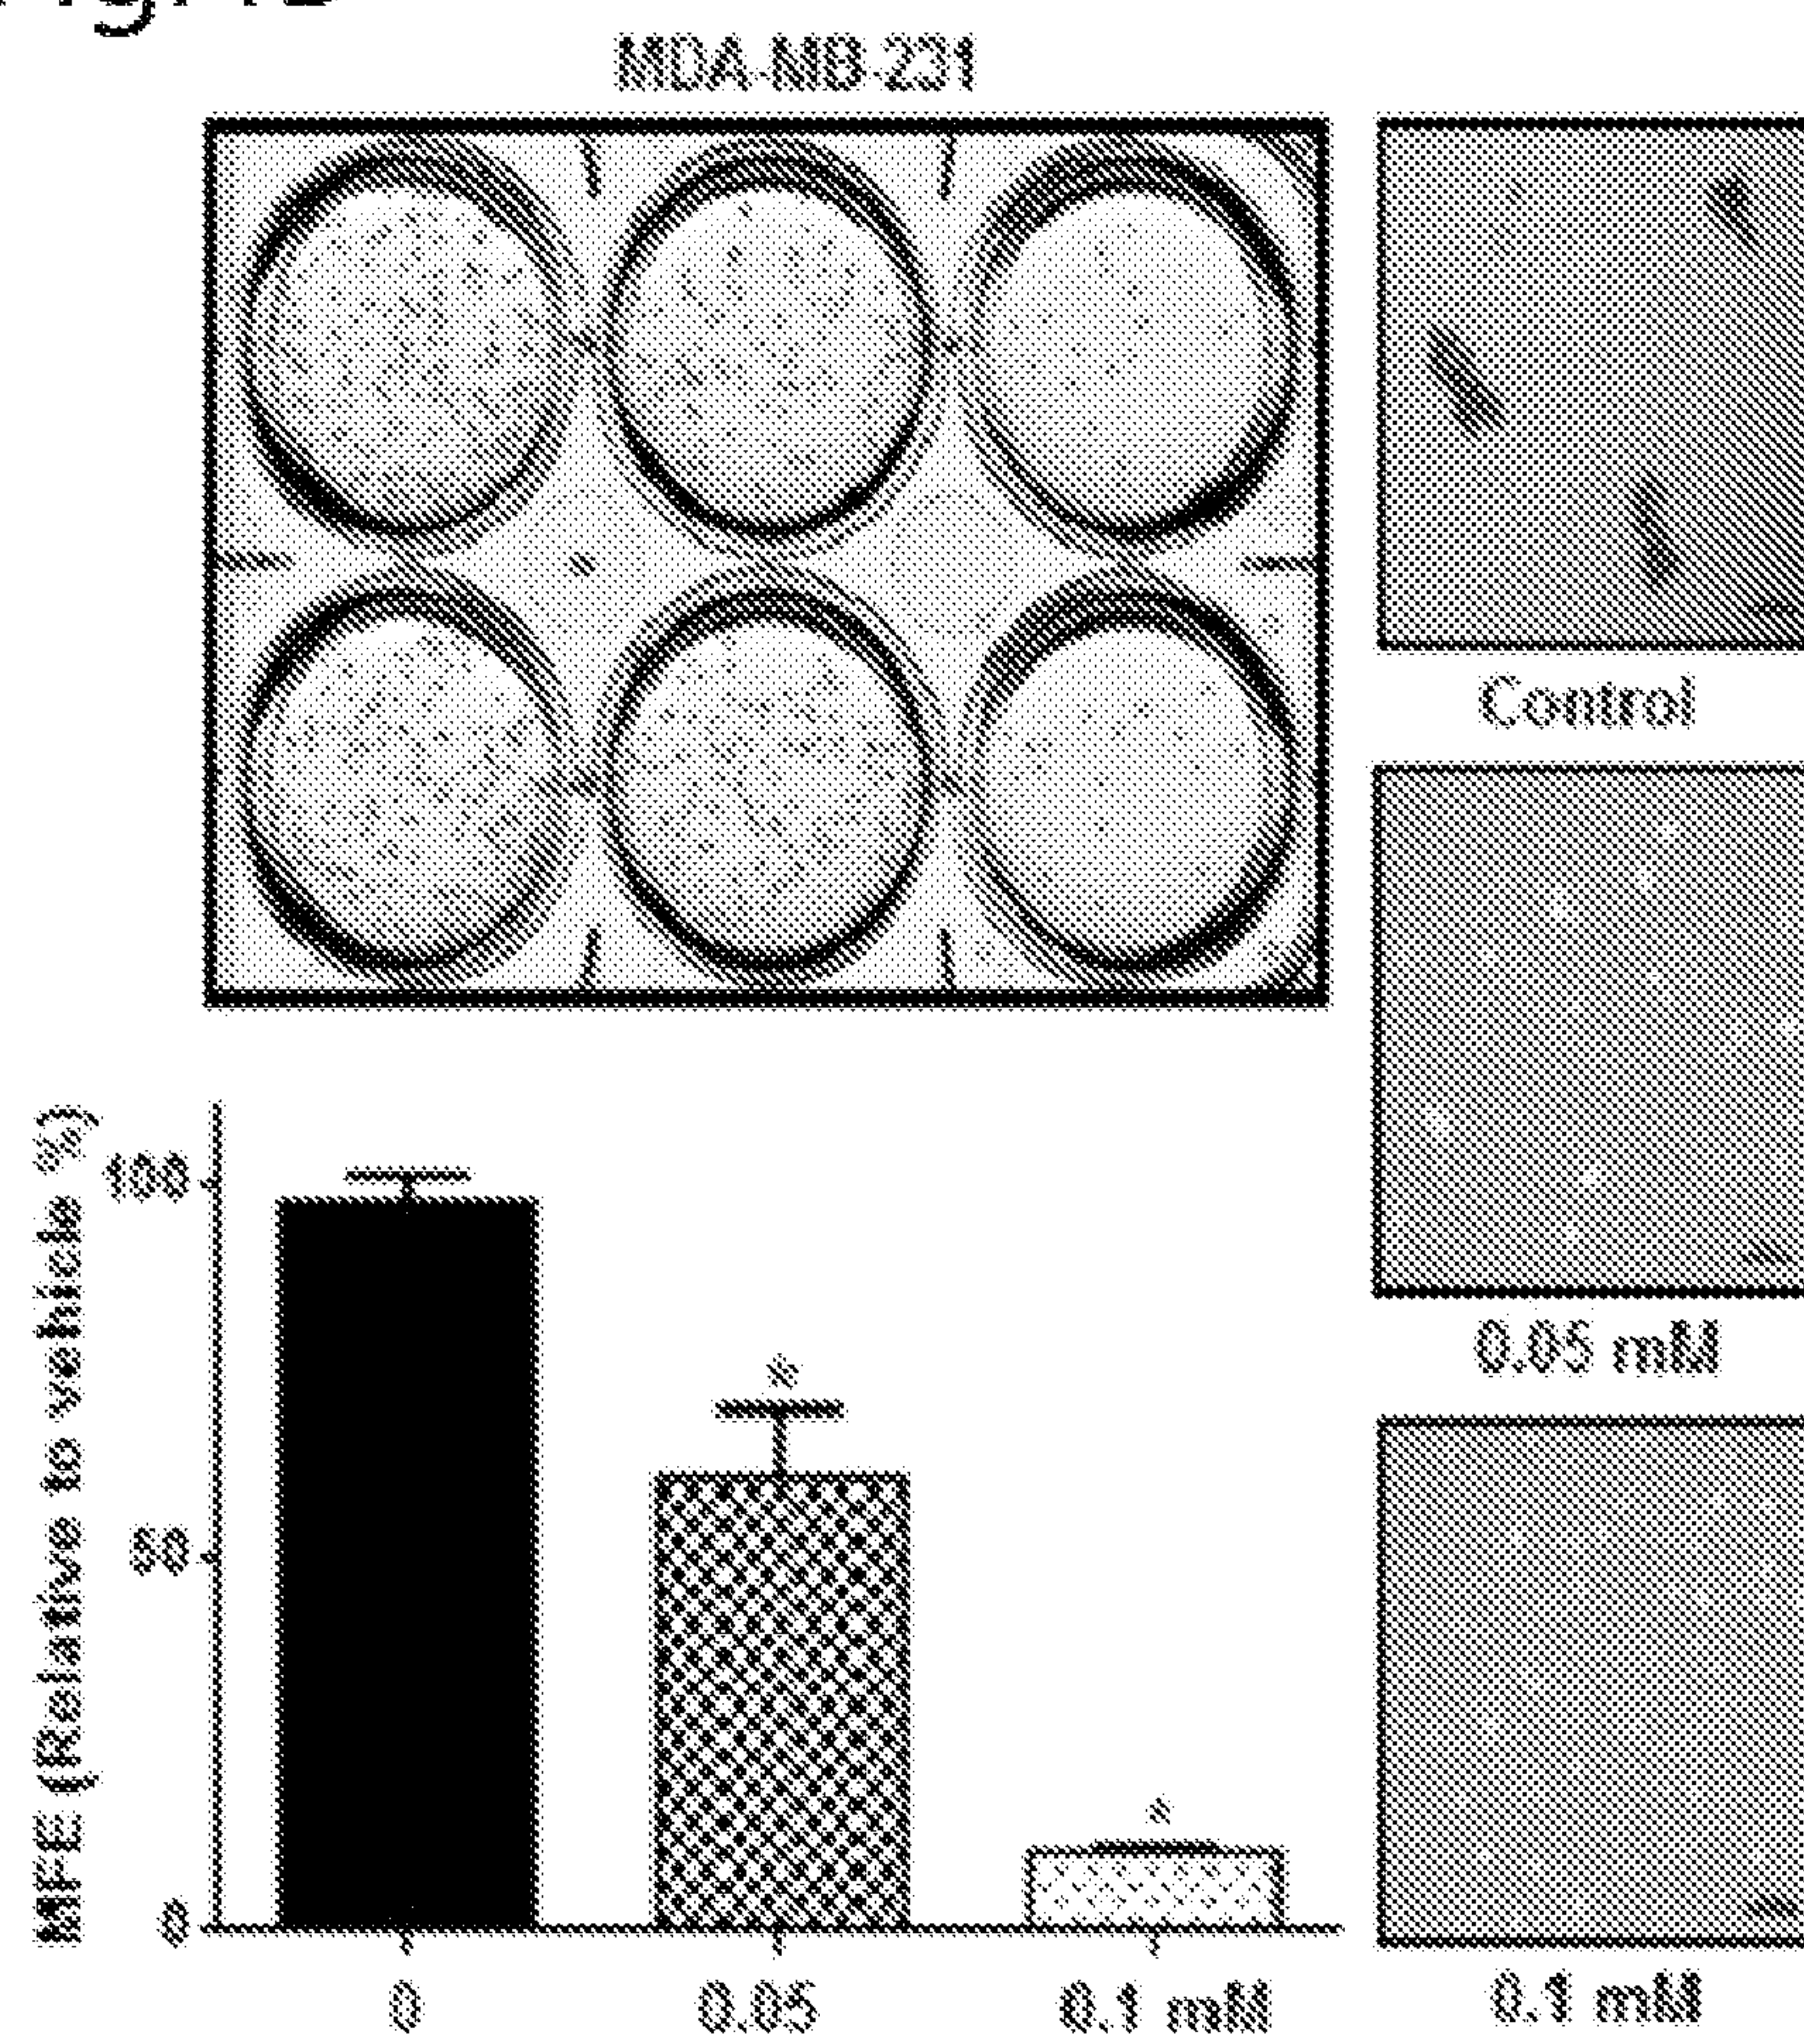 MDA-MB-231
Control
0.05 mM
0.1 mM
MFE (Relative to vehicle %)
100
50
0
0
0.05
0.1 mM
*
*